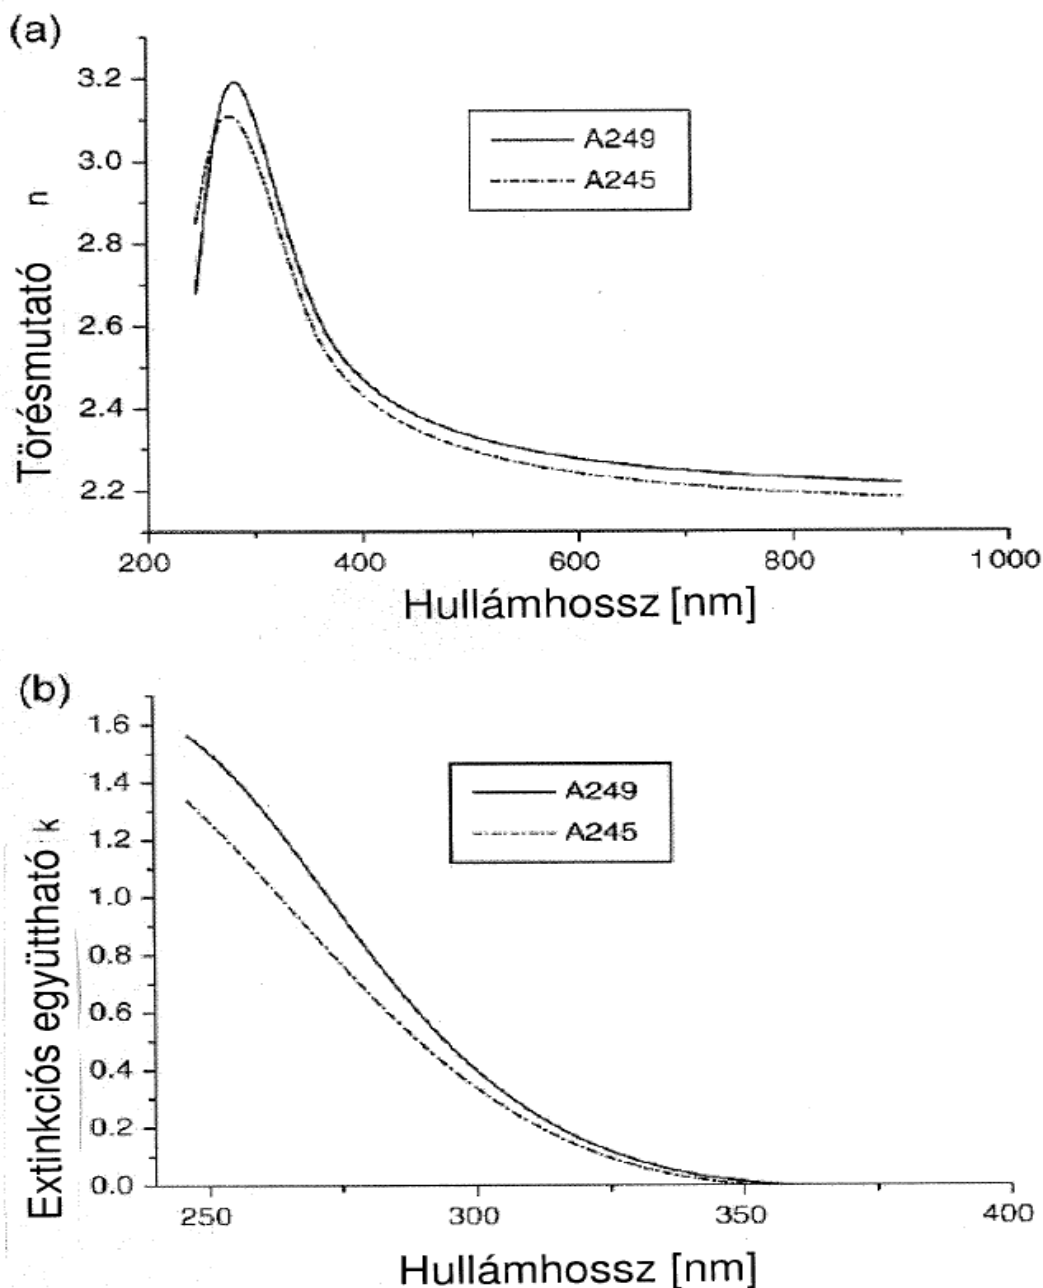 (a)
3.2
3.0
2.8
2.6
2.4
2.2
Törésmutató n
A249
A245
200 400 600 800 1000
Hullámhossz [nm]
(b)
1.6
1.4
1.2
1.0
0.8
0.6
0.4
0.2
0.0
Extinkciós együttható k
A249
A245
250 300 350 400
Hullámhossz [nm]